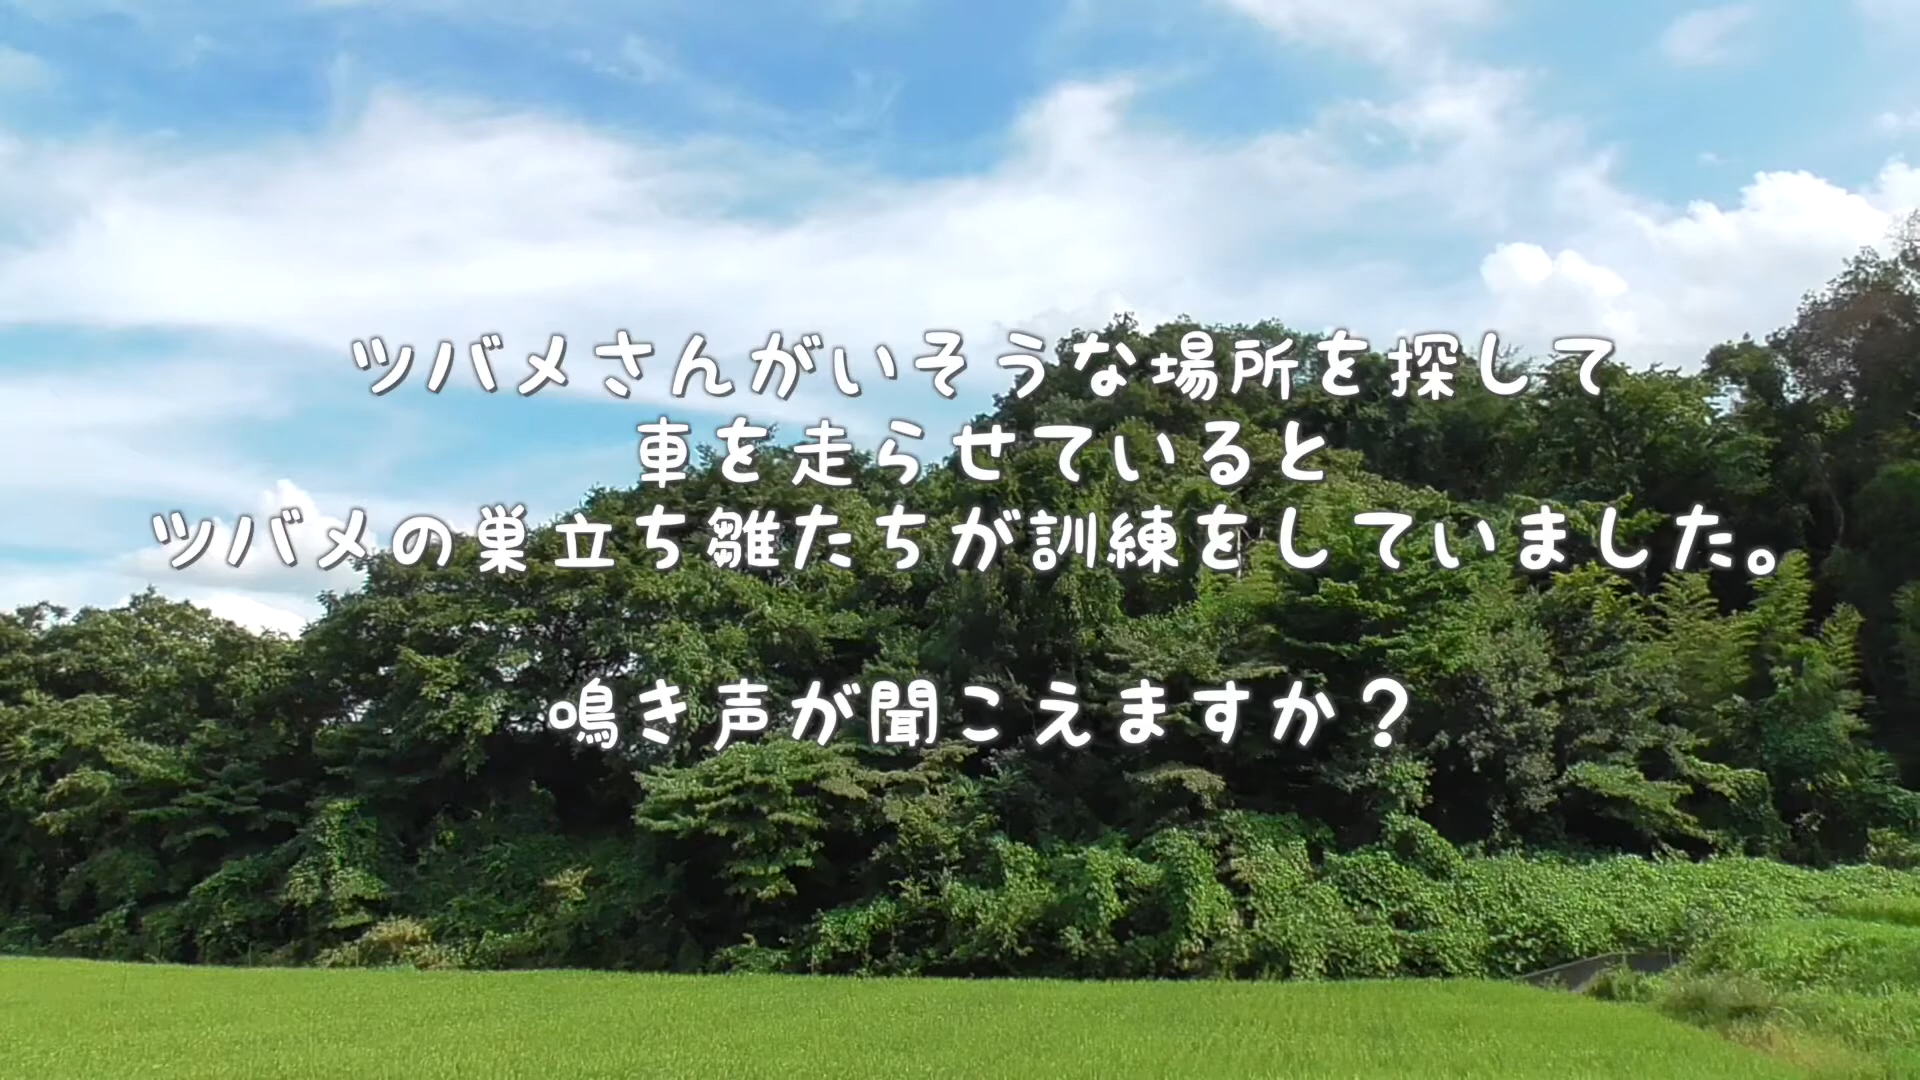 ツバメさんがいそうな場所を探して
車を走らせていると
ツバメの巣立ち雛たちが訓練をしていました。
鳴き声が聞こえますか？